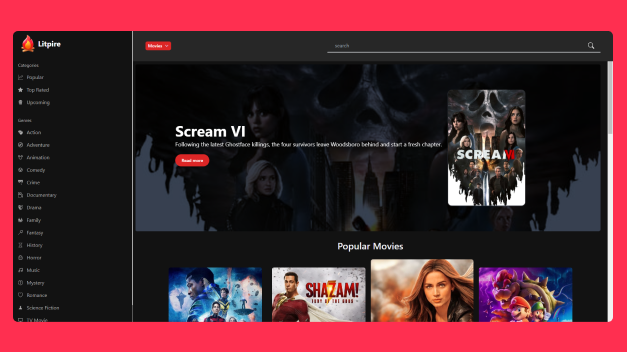 Litpire
Movies
search
Categories
Popular
Top Rated
Upcoming
Genres
Action
Adventure
Animation
Comedy
Crime
Documentary
Drama
Family
Fantasy
History
Horror
Music
Mystery
Romance
Science Fiction
TV Movie
Scream VI
Following the latest Ghostface killings, the four survivors leave Woodsboro behind and start a fresh chapter.
Read more
SCREAM VI
Popular Movies
SHAZAM!
FURY OF THE GODS